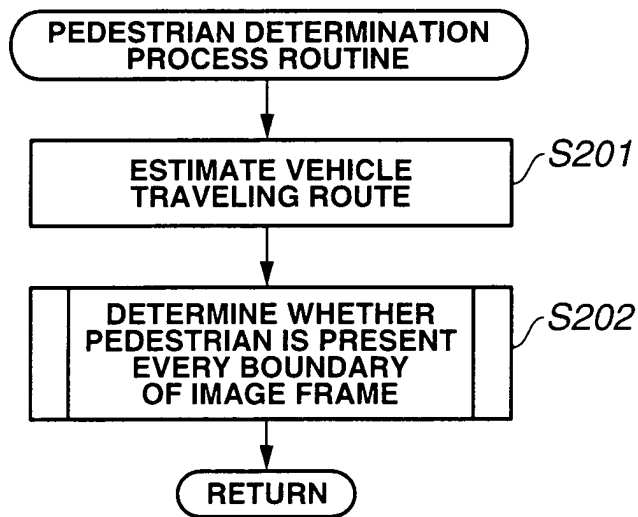 PEDESTRIAN DETERMINATION
PROCESS ROUTINE
ESTIMATE VEHICLE
TRAVELING ROUTE
S201
DETERMINE WHETHER
PEDESTRIAN IS PRESENT
EVERY BOUNDARY
OF IMAGE FRAME
S202
RETURN